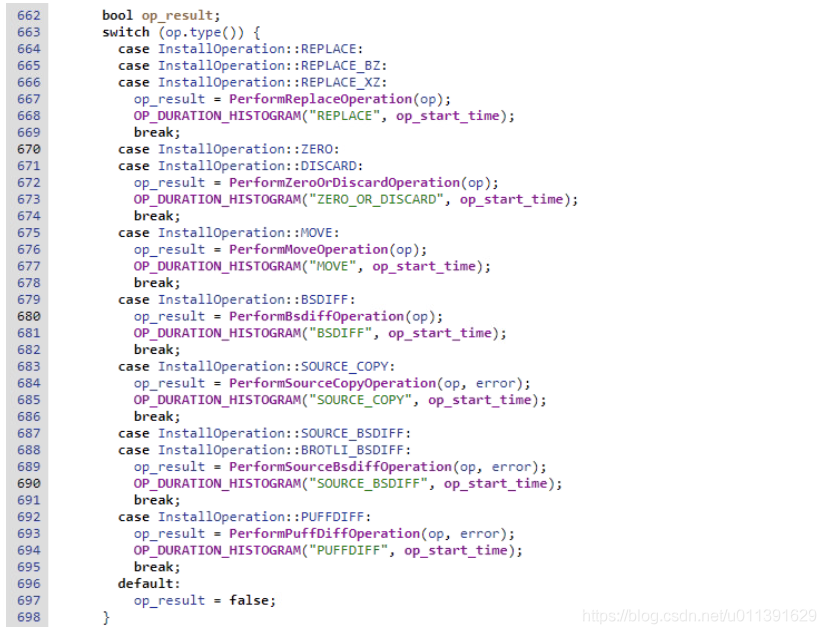 662 bool op_result;
663 switch (op.type()) {
664 case InstallOperation::REPLACE:
665 case InstallOperation::REPLACE_BZ:
666 case InstallOperation::REPLACE_XZ:
667 op_result = PerformReplaceOperation(op);
668 OP_DURATION_HISTOGRAM("REPLACE", op_start_time);
669 break;
670 case InstallOperation::ZERO:
671 case InstallOperation::DISCARD:
672 op_result = PerformZeroOrDiscardOperation(op);
673 OP_DURATION_HISTOGRAM("ZERO_OR_DISCARD", op_start_time);
674 break;
675 case InstallOperation::MOVE:
676 op_result = PerformMoveOperation(op);
677 OP_DURATION_HISTOGRAM("MOVE", op_start_time);
678 break;
679 case InstallOperation::BSDIFF:
680 op_result = PerformBsdiffOperation(op);
681 OP_DURATION_HISTOGRAM("BSDIFF", op_start_time);
682 break;
683 case InstallOperation::SOURCE_COPY:
684 op_result = PerformSourceCopyOperation(op, error);
685 OP_DURATION_HISTOGRAM("SOURCE_COPY", op_start_time);
686 break;
687 case InstallOperation::SOURCE_BSDIFF:
688 case InstallOperation::BROTLI_BSDIFF:
689 op_result = PerformSourceBsdiffOperation(op, error);
690 OP_DURATION_HISTOGRAM("SOURCE_BSDIFF", op_start_time);
691 break;
692 case InstallOperation::PUFFDIFF:
693 op_result = PerformPuffDiffOperation(op, error);
694 OP_DURATION_HISTOGRAM("PUFFDIFF", op_start_time);
695 break;
696 default:
697 op_result = false;
698 }
https://blog.csdn.net/u011391629